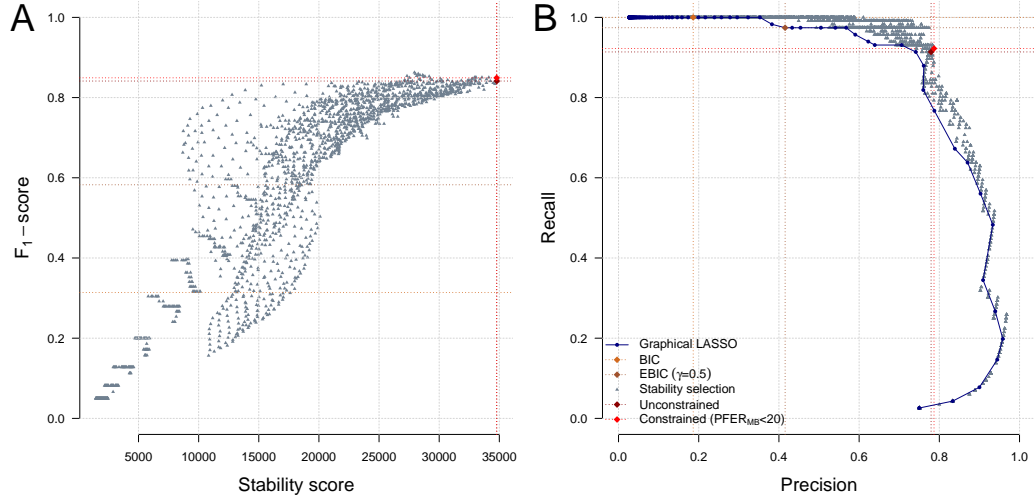 A
F1−score
1.0
0.8
0.6
0.4
0.2
0.0
5000 10000 15000 20000 25000 30000 35000
Stability score
B
Recall
1.0
0.8
0.6
0.4
0.2
0.0
Graphical LASSO
BIC
EBIC (γ=0.5)
Stability selection
Unconstrained
Constrained (PFERMB<20)
0.0 0.2 0.4 0.6 0.8 1.0
Precision